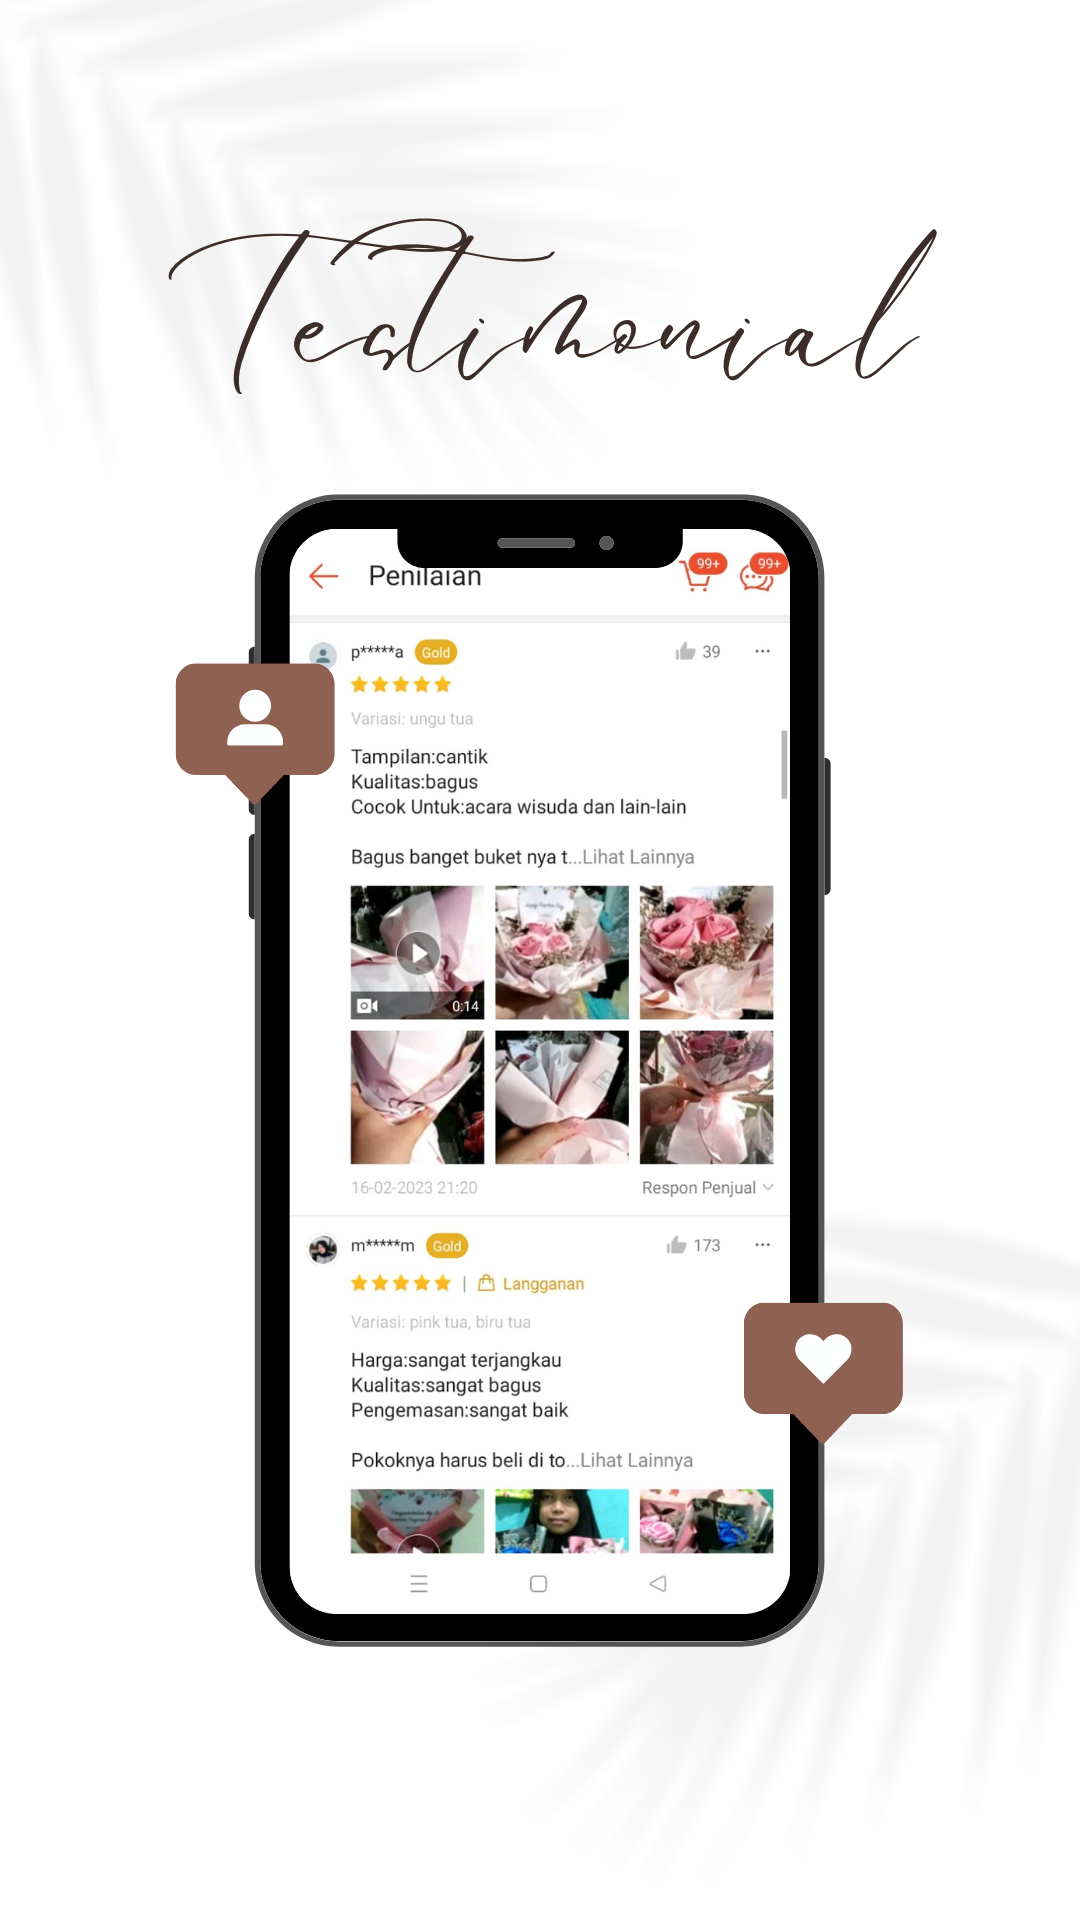 Testimonial
Penilaian
99+
99+
p*****a Gold
39
Variasi: ungu tua
Tampilan:cantik
Kualitas:bagus
Cocok Untuk:acara wisuda dan lain-lain
Bagus banget buket nya t...Lihat Lainnya
0:14
16-02-2023 21:20
Respon Penjual
m*****m Gold
173
| Langganan
Variasi: pink tua, biru tua
Harga:sangat terjangkau
Kualitas:sangat bagus
Pengemasan:sangat baik
Pokoknya harus beli di to...Lihat Lainnya